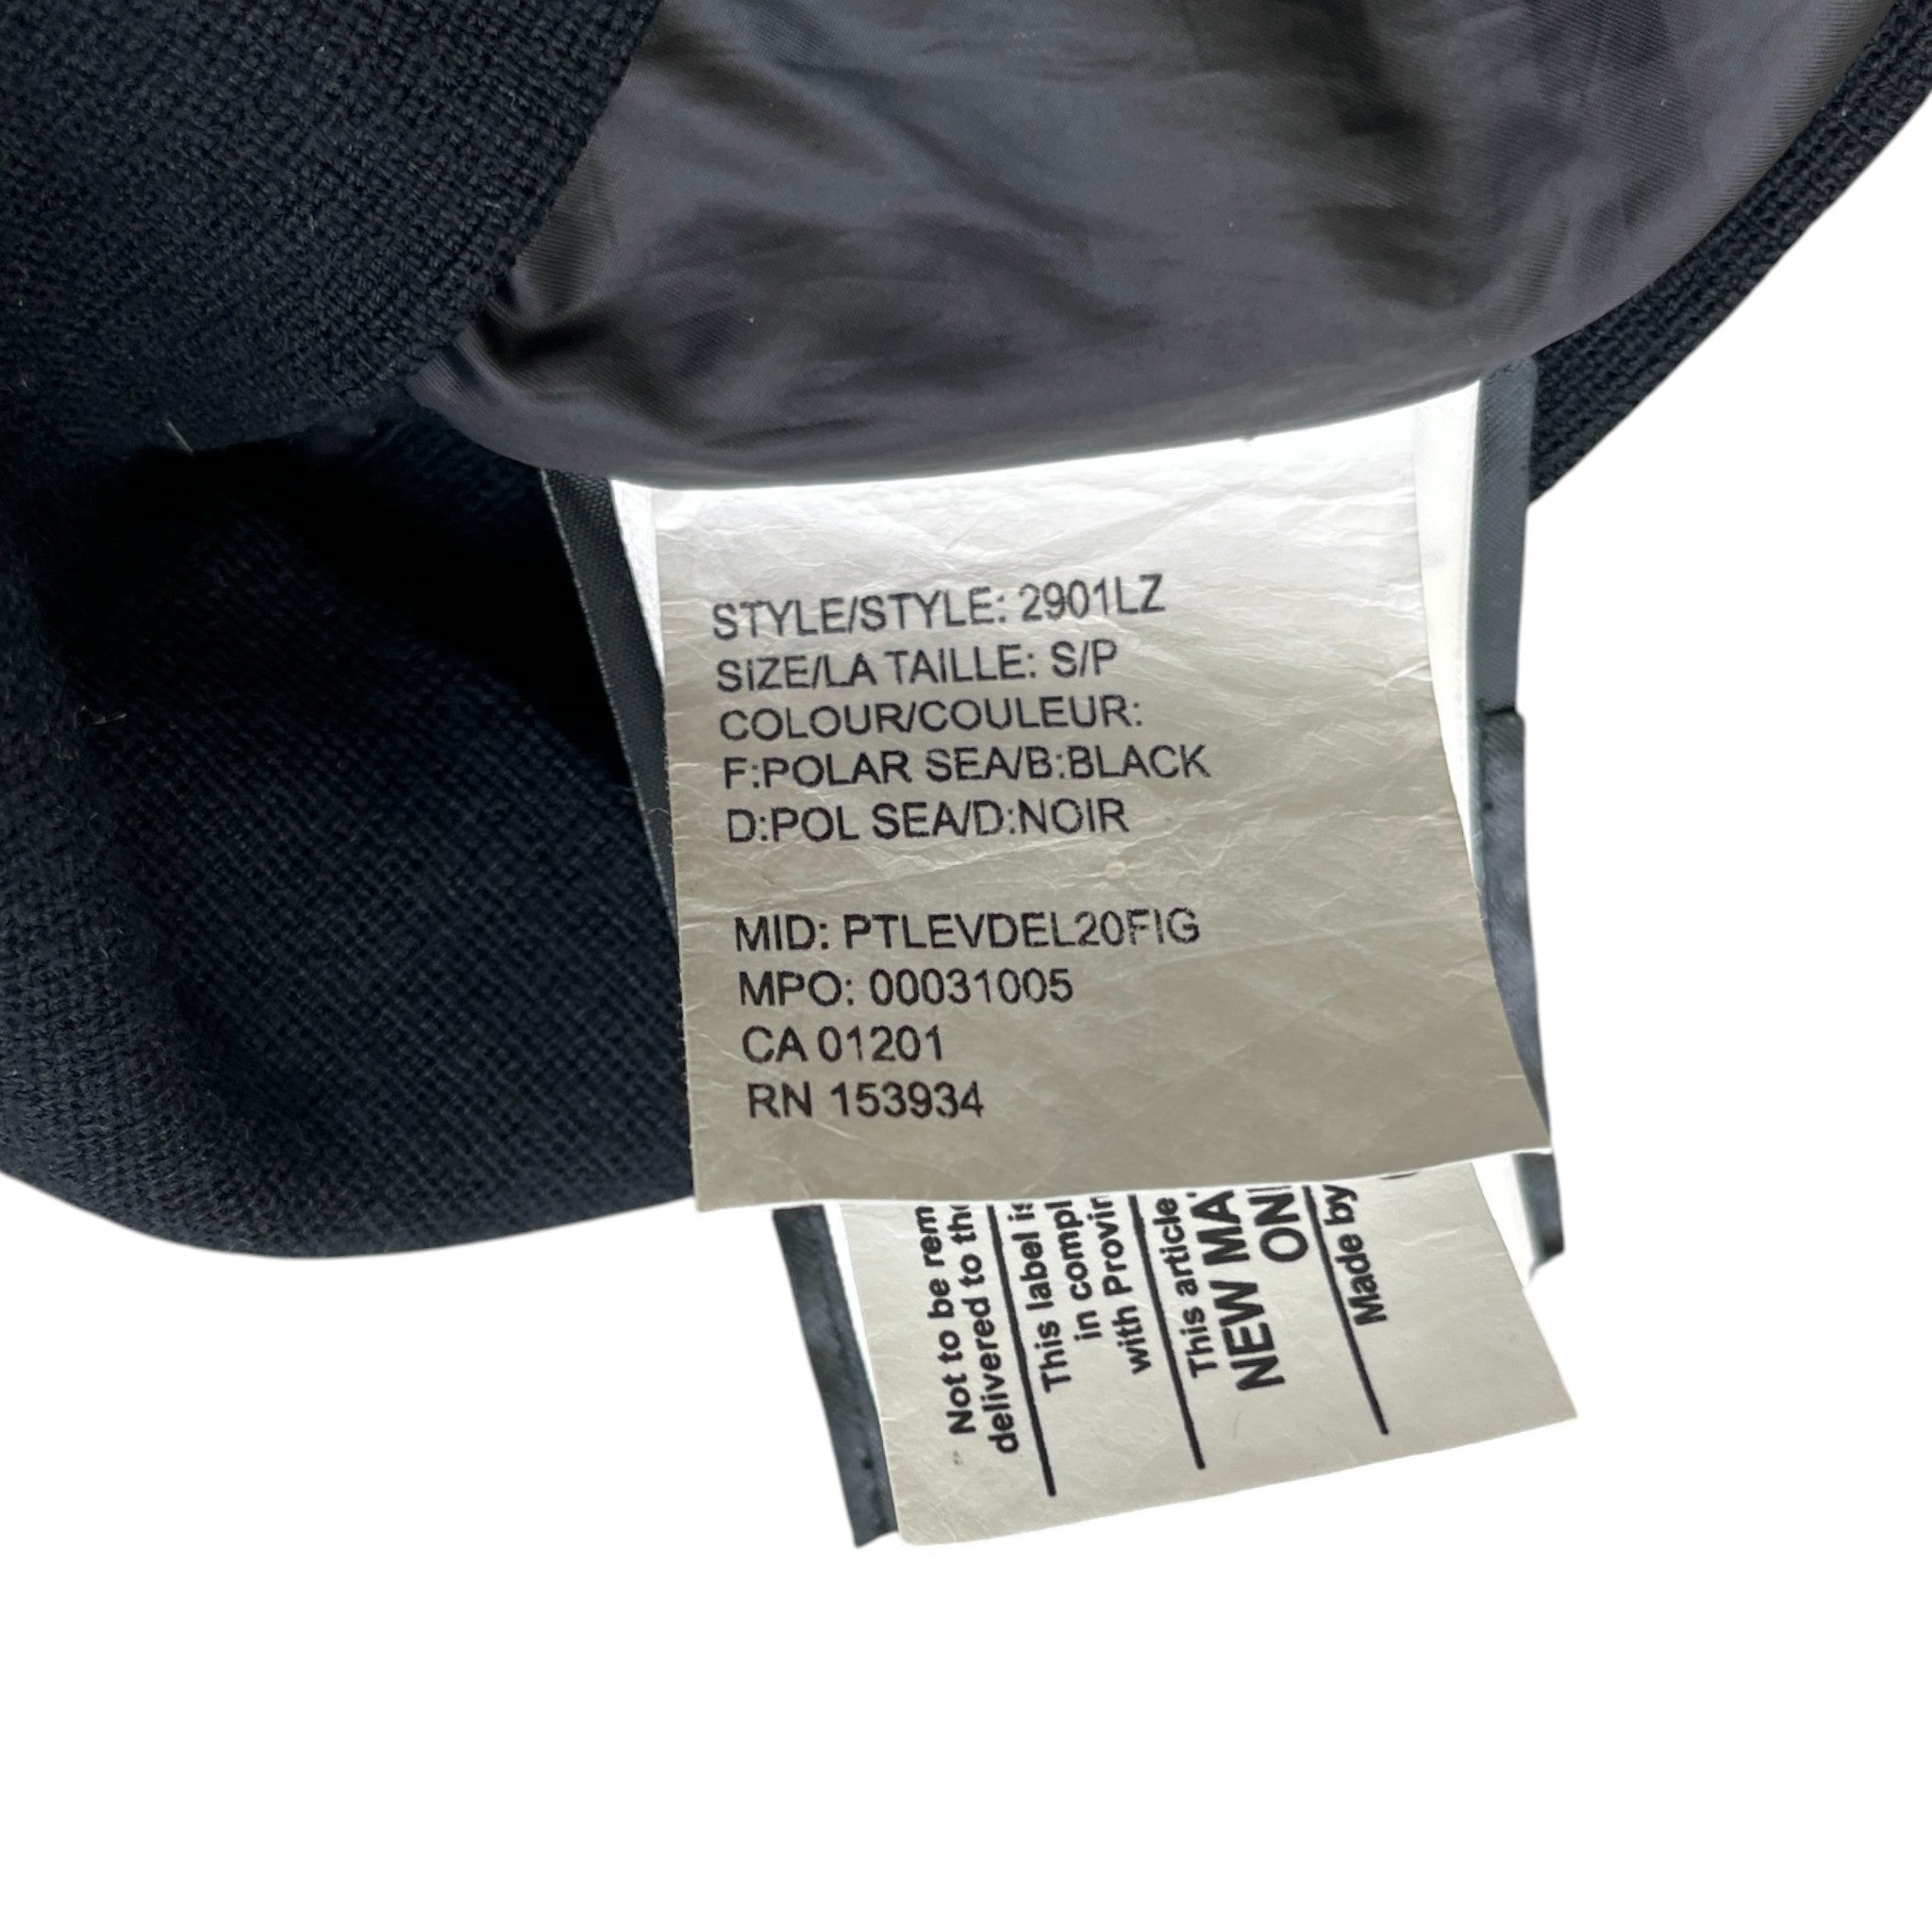 STYLE/STYLE: 2901LZ
SIZE/LA TAILLE: S/P
COLOUR/COULEUR:
F:POLAR SEA/B:BLACK
D:POL SEA/D:NOIR
MID: PTLEVDEL20FIG
MPO: 00031005
CA 01201
RN 153934
Not to be rem
delivered to the
This label is
in compl
with Provin
This article
NEW MA
ON
Made by